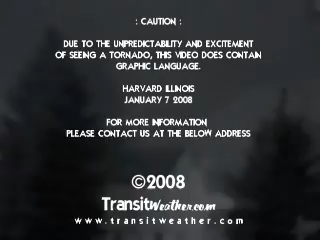 : CAUTION :
DUE TO THE UNPREDICTABILITY AND EXCITEMENT
OF SEEING A TORNADO, THIS VIDEO DOES CONTAIN
GRAPHIC LANGUAGE.
HARVARD ILLINOIS
JANUARY 7 2008
FOR MORE INFORMATION
PLEASE CONTACT US AT THE BELOW ADDRESS
©2008
TransitWeather.com
www.transitweather.com